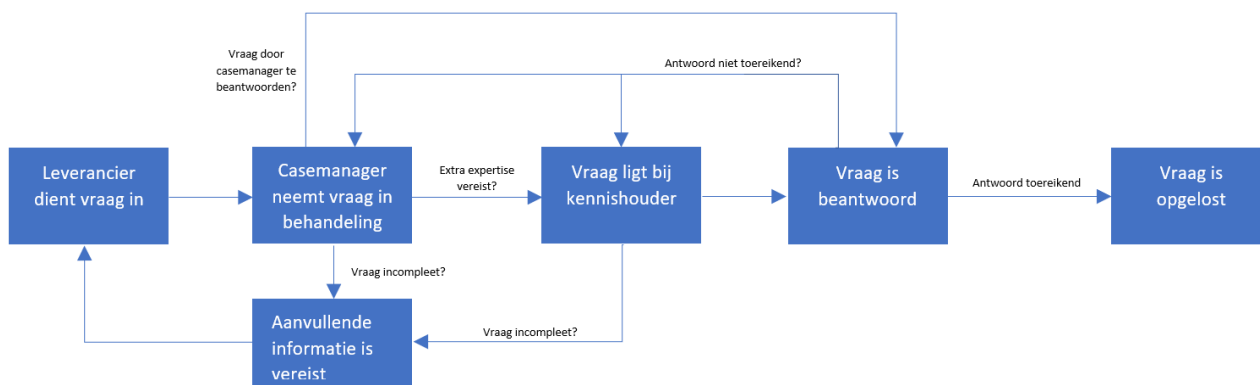 Vraag door
casemanager te
beantwoorden?
Antwoord niet toereikend?
Leverancier
dient vraag in
Casemanager
neemt vraag in
behandeling
Extra expertise
vereist?
Vraag ligt bij
kennishouder
Vraag is
beantwoord
Antwoord toereikend
Vraag is
opgelost
Vraag incompleet?
Aanvullende
informatie is
vereist
Vraag incompleet?